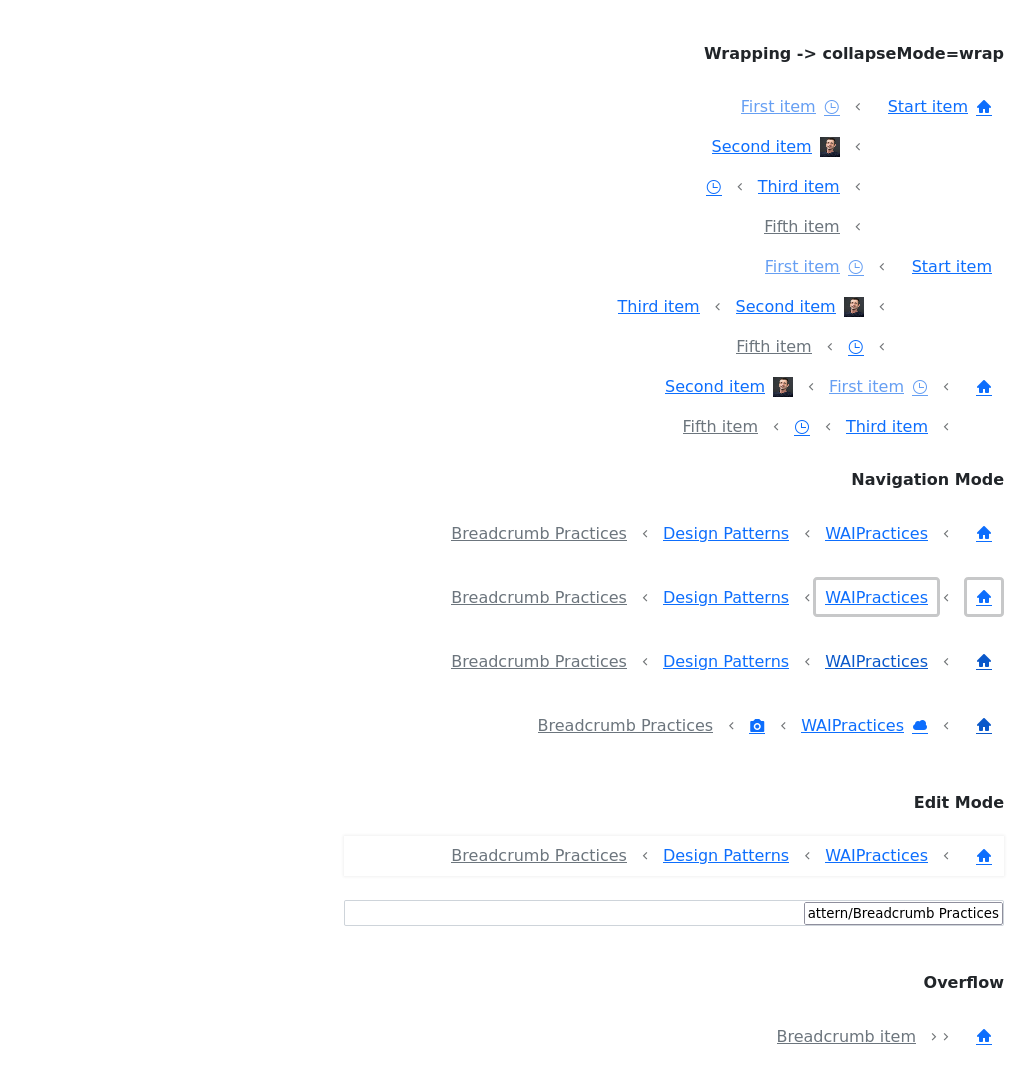 Wrapping -> collapseMode=wrap
First item Start item
Second item
Third item
Fifth item
First item Start item
Third item Second item
Fifth item
Second item First item
Fifth item Third item
Navigation Mode
Breadcrumb Practices Design Patterns WAIPractices
Breadcrumb Practices Design Patterns WAIPractices
Breadcrumb Practices Design Patterns WAIPractices
Breadcrumb Practices WAIPractices
Edit Mode
Breadcrumb Practices Design Patterns WAIPractices
attern/Breadcrumb Practices
Overflow
Breadcrumb item